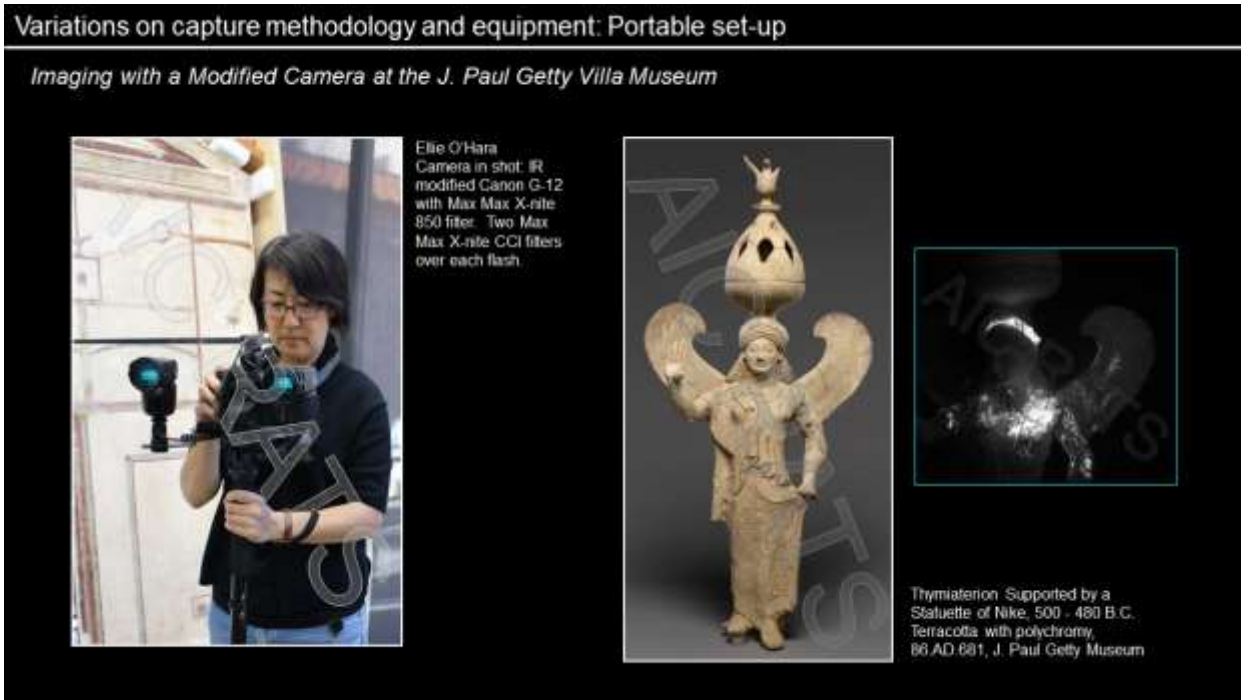 Variations on capture methodology and equipment: Portable set-up
Imaging with a Modified Camera at the J. Paul Getty Villa Museum
Ellie O'Hara
Camera in shot: IR
modified Canon G-12
with Max Max X-nite
850 filter. Two Max
Max X-nite CCI filters
over each flash.
Thymiaterion Supported by a
Statuette of Nike, 500 - 480 B.C.
Terracotta with polychromy,
86.AD.681, J. Paul Getty Museum